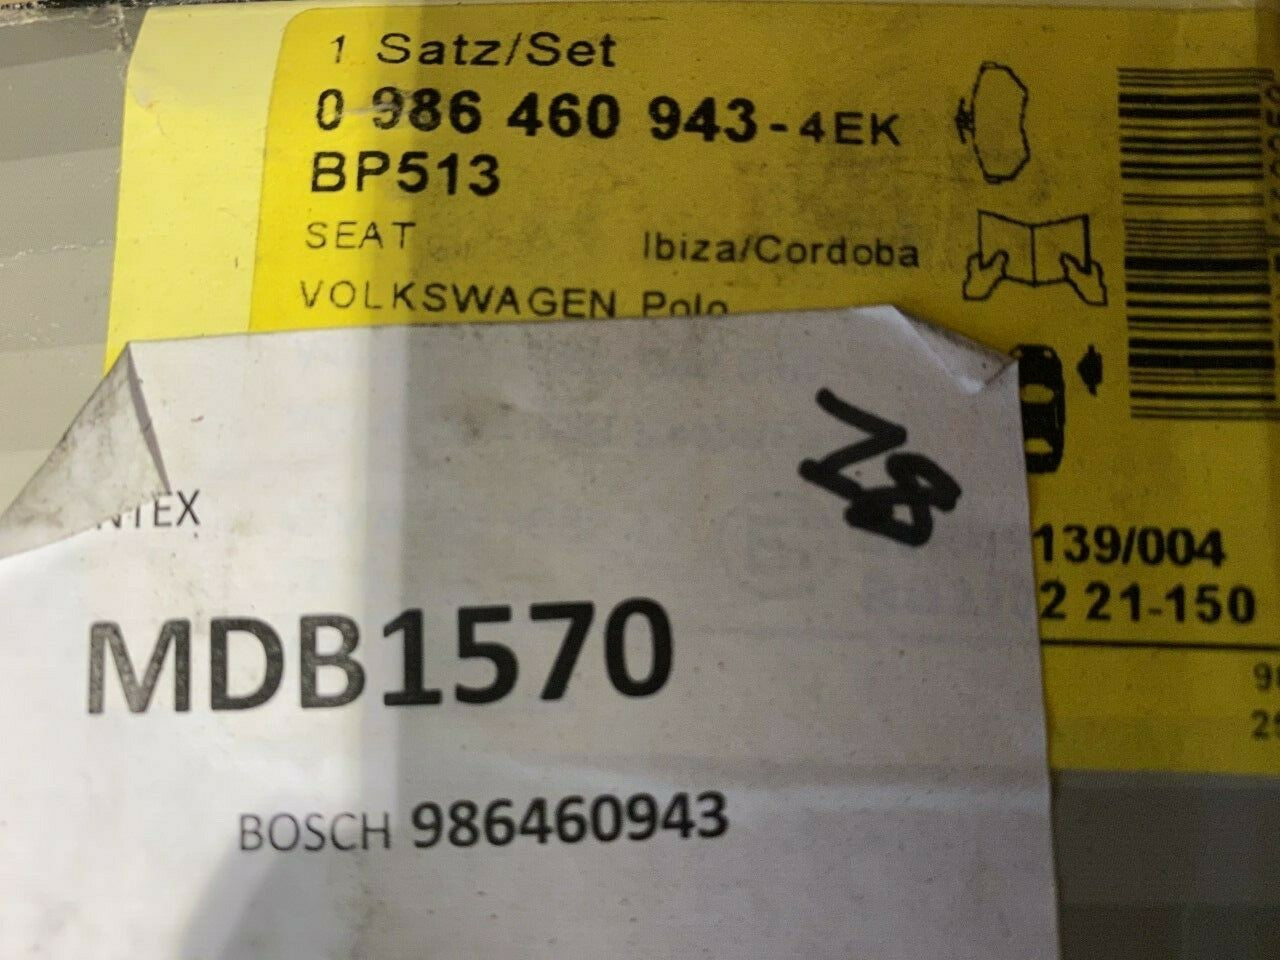 1 Satz/Set
0 986 460 943-4EK
BP513
SEAT Ibiza/Cordoba
VOLKSWAGEN Polo
NTEX
139/004
2 21-150
MDB1570
BOSCH 986460943